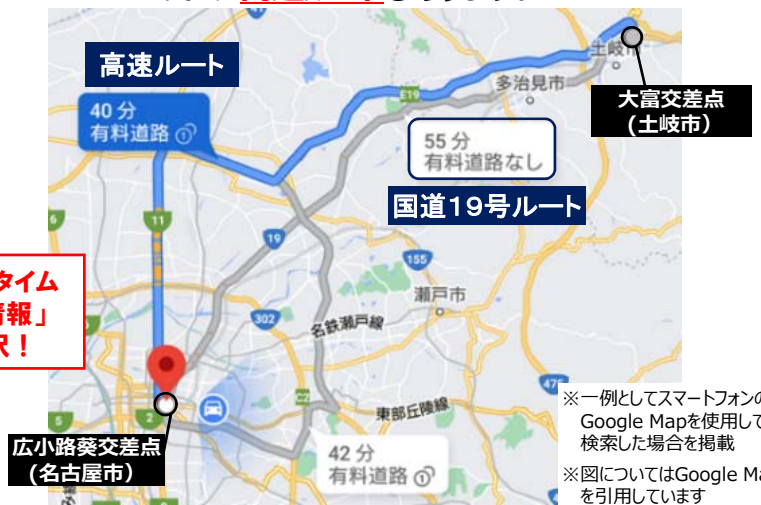 高速ルート
40 分
有料道路
土岐市
多治見市
E19
大富交差点
(土岐市)
55 分
有料道路なし
国道19号ルート
6
11
19
155
タイム
情報」
択！
瀬戸市
302
名鉄瀬戸線
C2
東部丘陵線
5
2
※一例としてスマートフォンの
Google Mapを使用して
検索した場合を掲載
広小路葵交差点
(名古屋市)
42 分
有料道路
※図についてはGoogle Ma
を引用しています